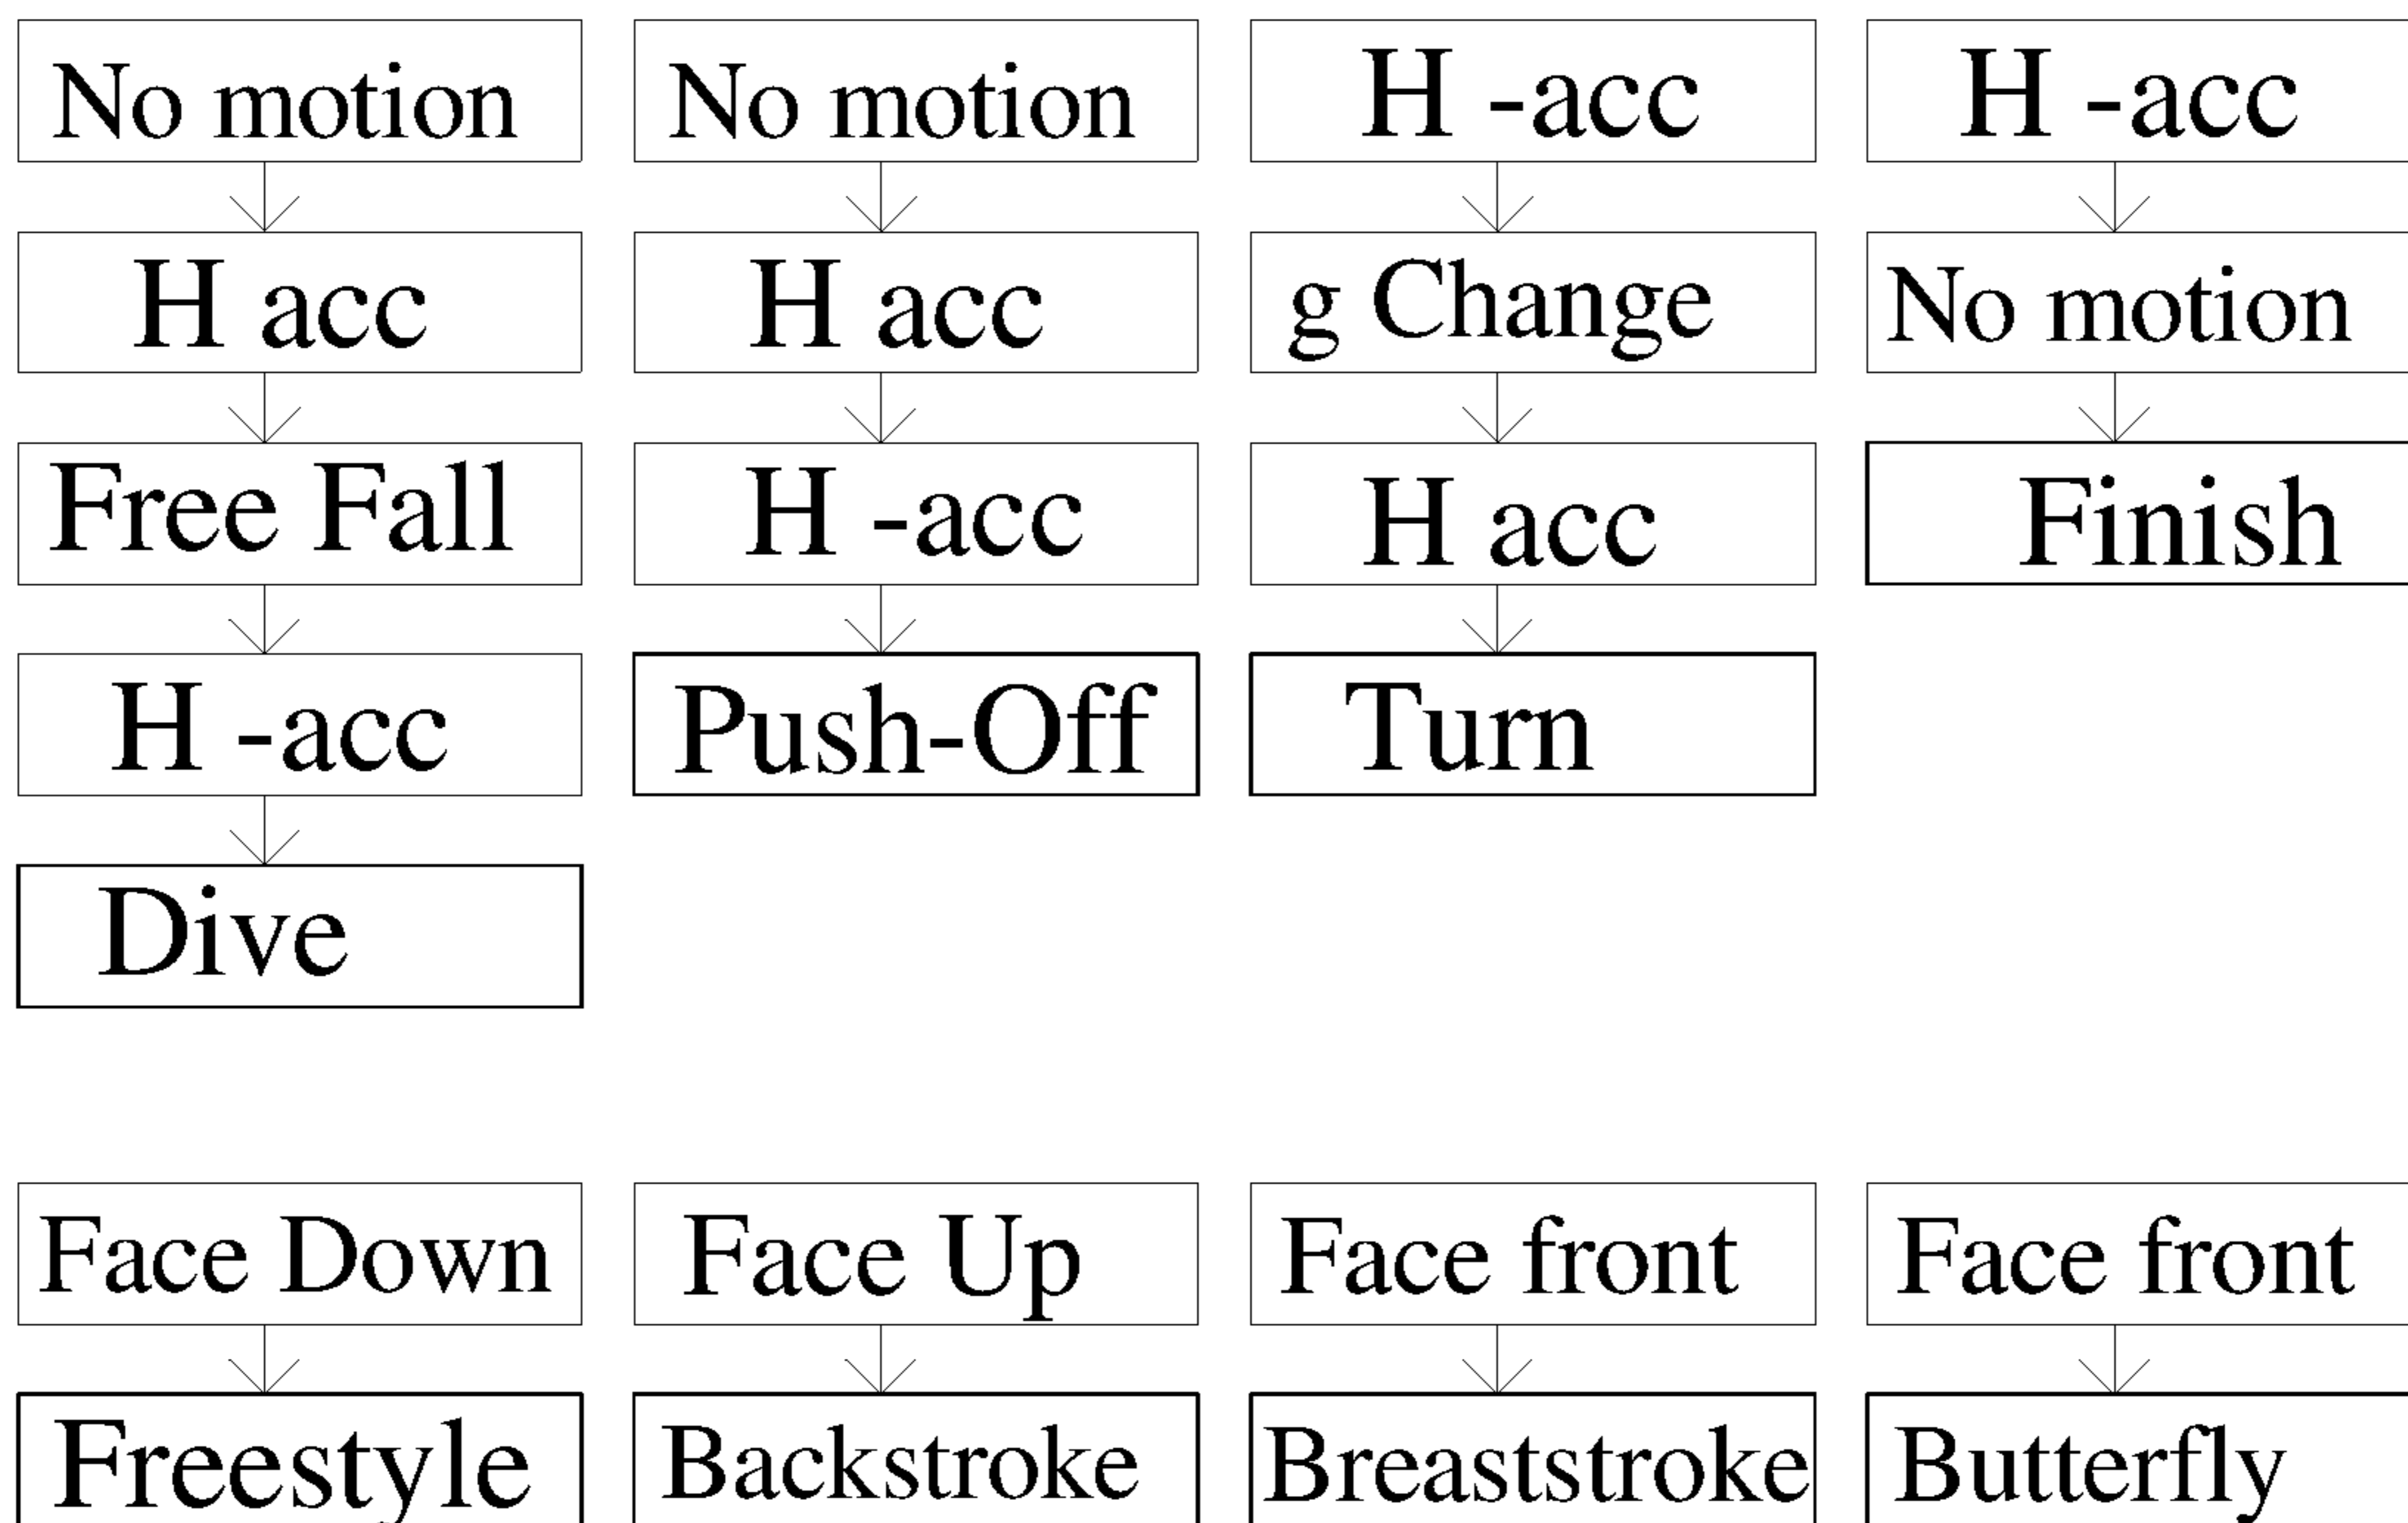 No motion
H acc
Free Fall
H -acc
Dive
No motion
H acc
H -acc
Push-Off
H -acc
g Change
H acc
Turn
H -acc
No motion
Finish
Face Down
Freestyle
Face Up
Backstroke
Face front
Breaststroke
Face front
Butterfly